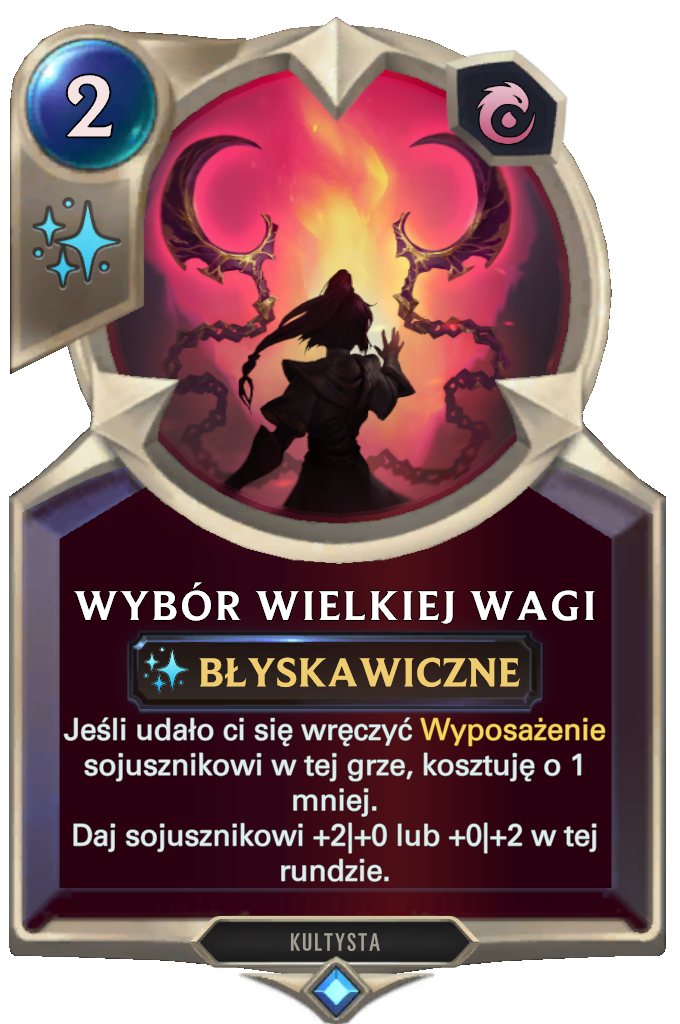 2
WYBÓR WIELKIEJ WAGI
BŁYSKAWICZNE
Jeśli udało ci się wręczyć Wyposażenie
sojusznikowi w tej grze, kosztuję o 1
mniej.
Daj sojusznikowi +2|+0 lub +0|+2 w tej
rundzie.
KULTYSTA